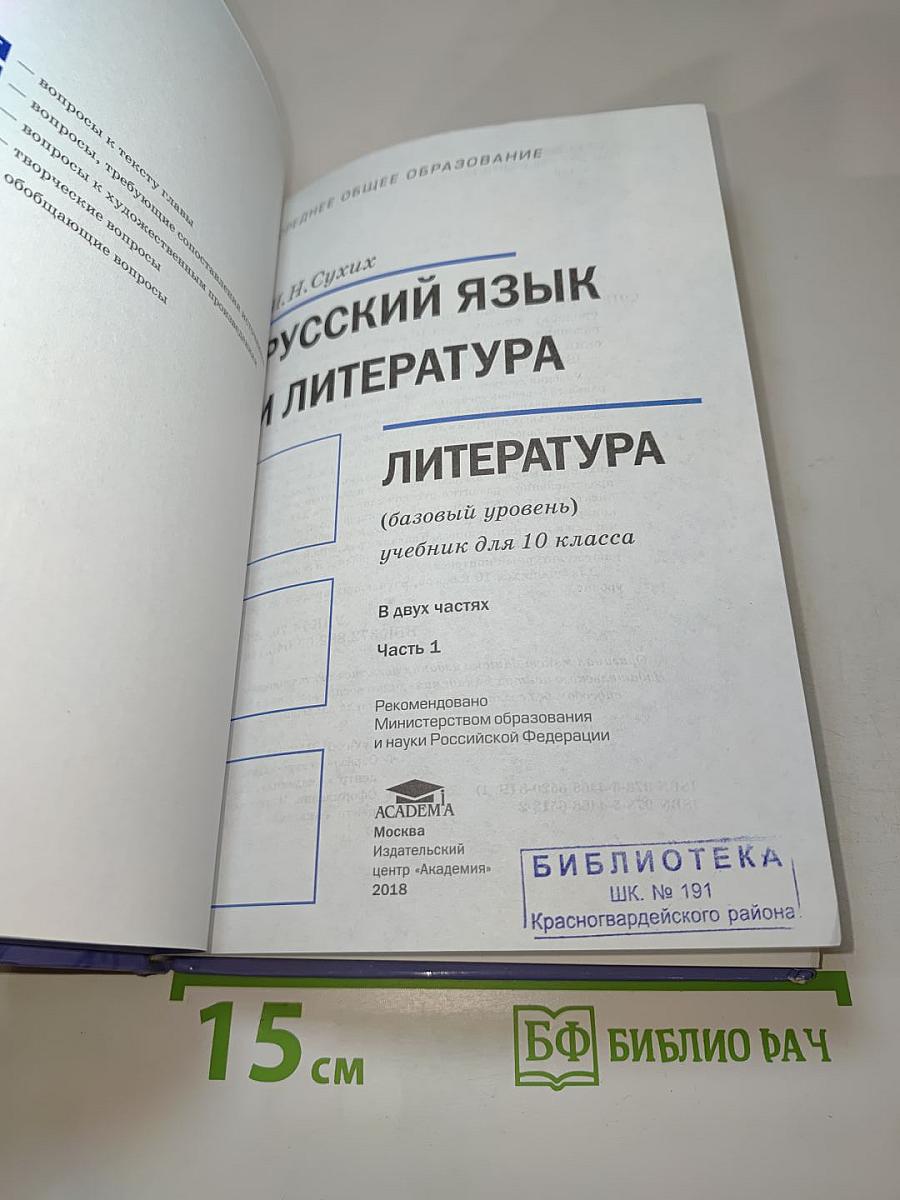 — вопросы к тексту главы
— вопросы, требующие сопоставления
— вопросы к художественным
творческие вопросы
обобщающие вопросы
СРЕДНЕЕ ОБЩЕЕ ОБРАЗОВАНИЕ
И. Н. Сухих
РУССКИЙ ЯЗЫК
И ЛИТЕРАТУРА
ЛИТЕРАТУРА
(базовый уровень)
учебник для 10 класса
В двух частях
Часть 1
Рекомендовано
Министерством образования
и науки Российской Федерации
ACADEMA
Москва
Издательский
центр «Академия»
2018
БИБЛИОТЕКА
ШК. № 191
Красногвардейского района
15 см
БФ БИБЛИО РАЧ